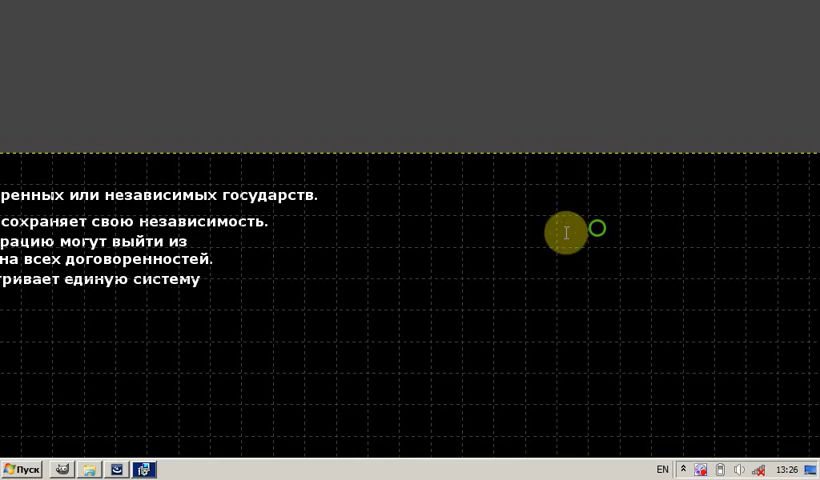 ренных или независимых государств.
сохраняет свою независимость.
рацию могут выйти из
на всех договоренностей.
тривает единую систему
Пуск
EN
13:26